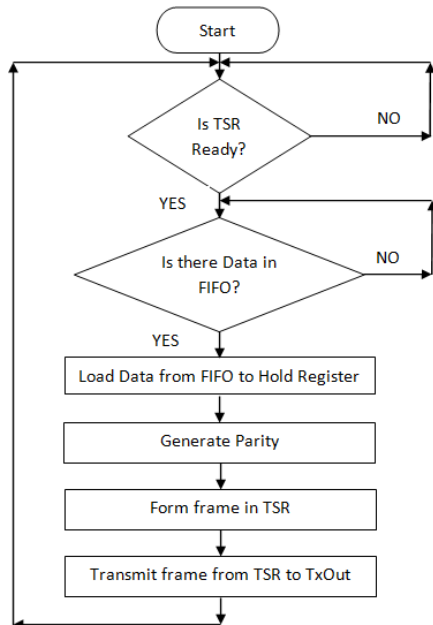 Start
Is TSR
Ready?
NO
YES
Is there Data in
FIFO?
NO
YES
Load Data from FIFO to Hold Register
Generate Parity
Form frame in TSR
Transmit frame from TSR to TxOut